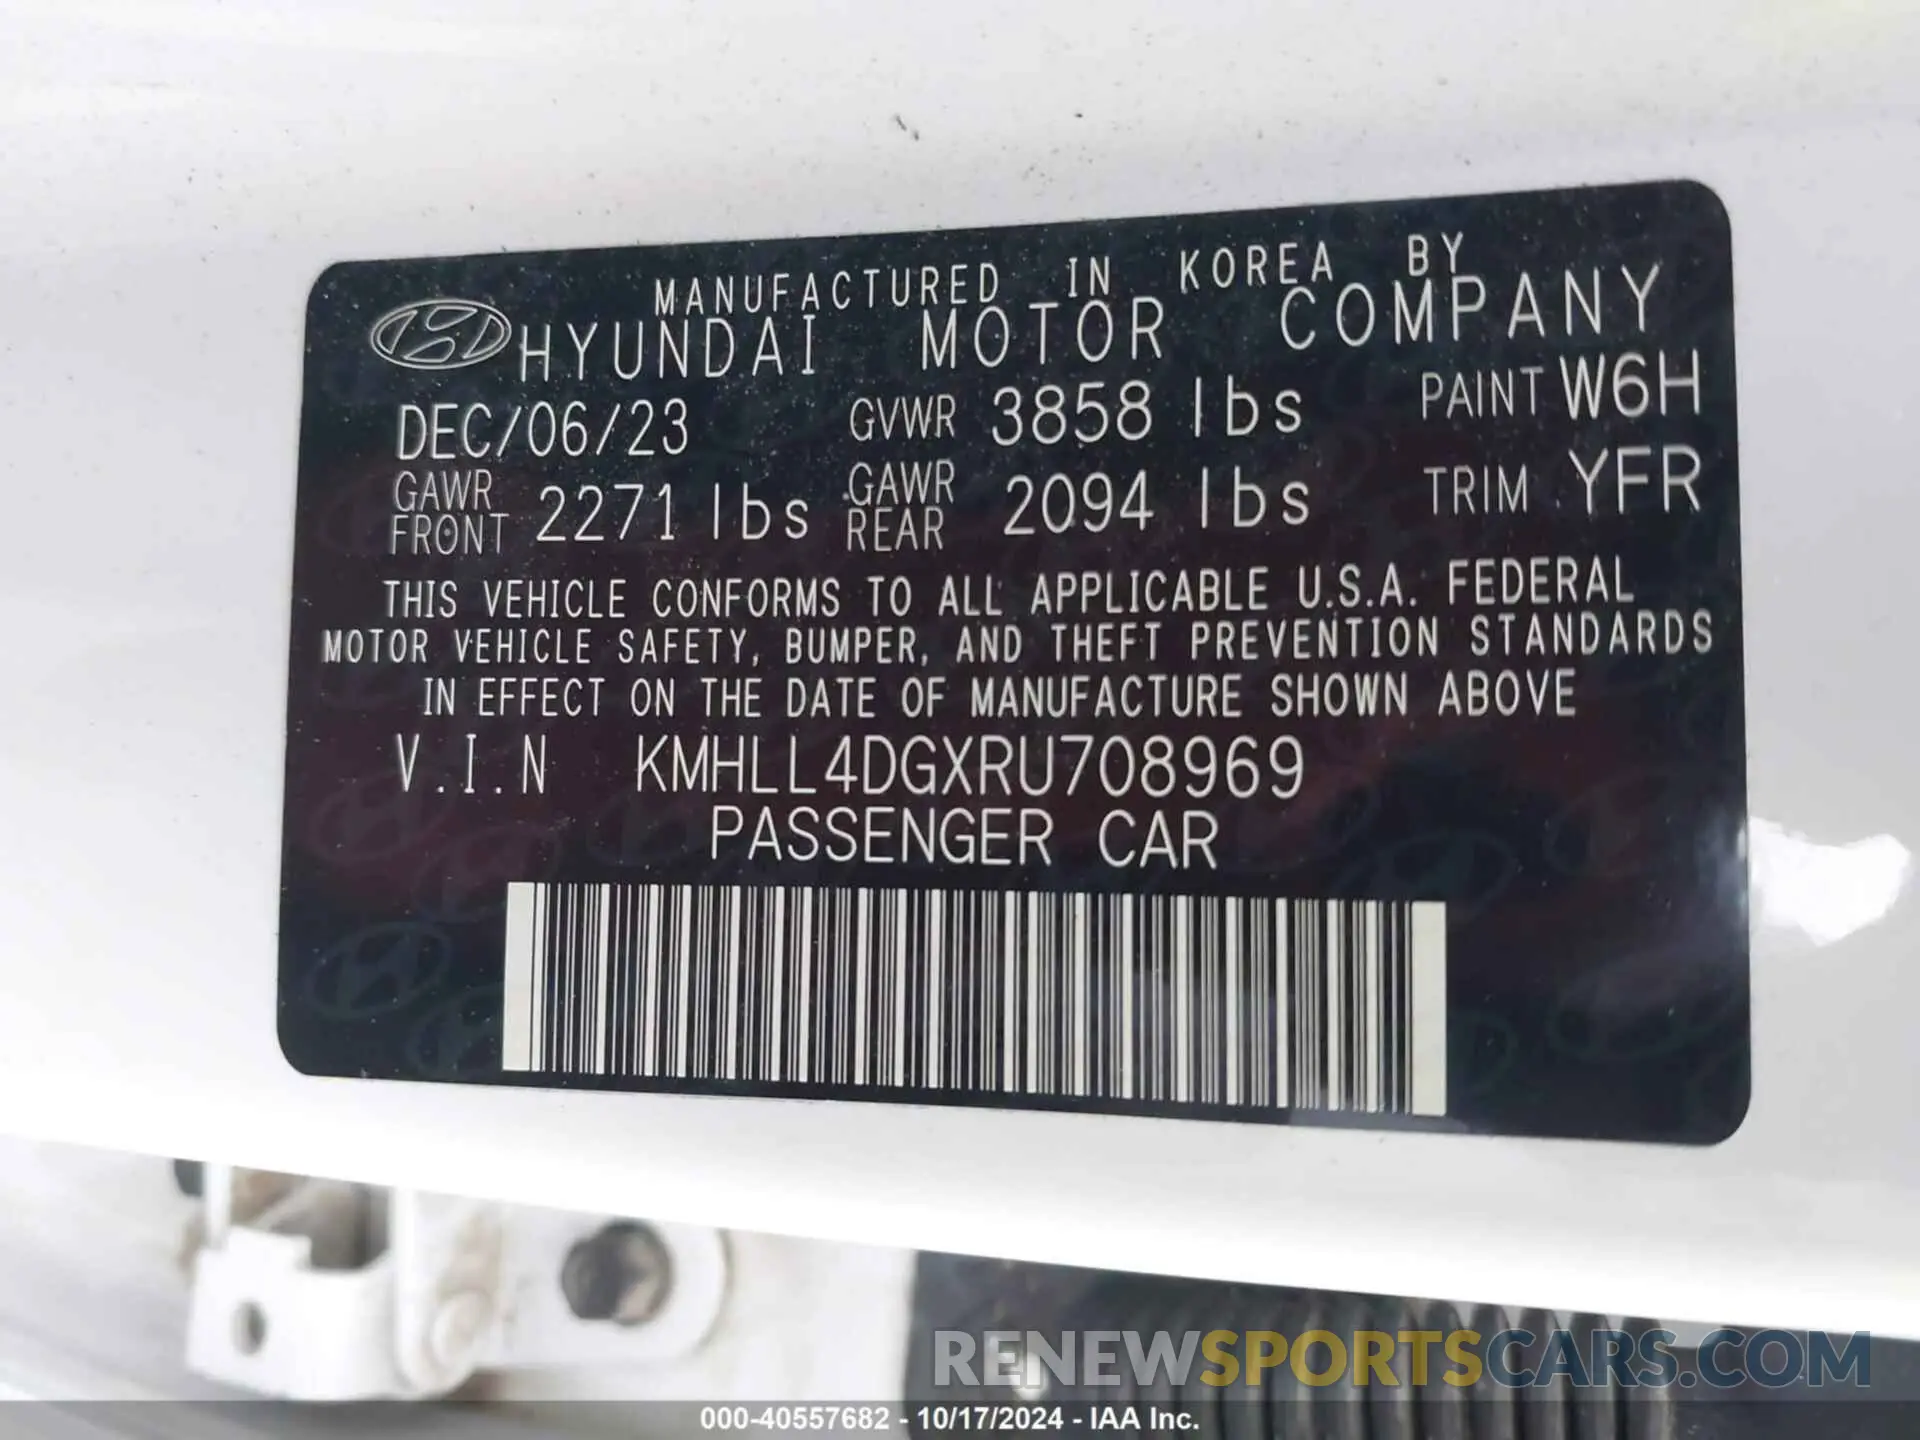 MANUFACTURED IN KOREA BY
HYUNDAI MOTOR COMPANY
DEC/06/23 GVWR 3858 lbs PAINT W6H
GAWR FRONT 2271 lbs GAWR REAR 2094 lbs TRIM YFR
THIS VEHICLE CONFORMS TO ALL APPLICABLE U.S.A. FEDERAL
MOTOR VEHICLE SAFETY, BUMPER, AND THEFT PREVENTION STANDARDS
IN EFFECT ON THE DATE OF MANUFACTURE SHOWN ABOVE
V.I.N KMHLL4DGXRU708969
PASSENGER CAR
RENEWSPORTSCARS.COM
000-40557682 - 10/17/2024 - IAA Inc.